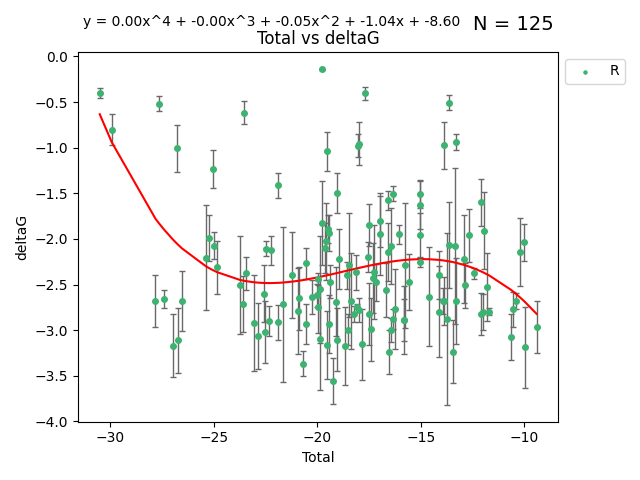 y = 0.00x^4 + -0.00x^3 + -0.05x^2 + -1.04x + -8.60
N = 125
Total vs deltaG
R
deltaG
0.0
−0.5
−1.0
−1.5
−2.0
−2.5
−3.0
−3.5
−4.0
−30
−25
−20
−15
−10
Total